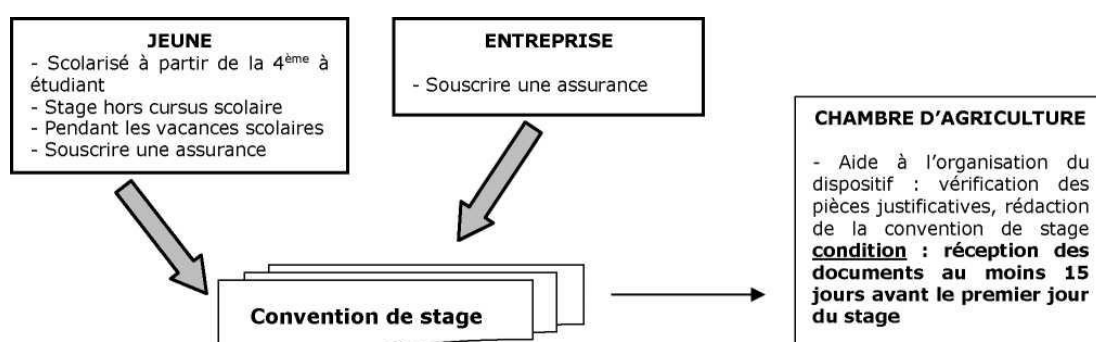 JEUNE
- Scolarisé à partir de la 4ème à
étudiant
- Stage hors cursus scolaire
- Pendant les vacances scolaires
- Souscrire une assurance
ENTREPRISE
- Souscrire une assurance
CHAMBRE D'AGRICULTURE
- Aide à l'organisation du
dispositif : vérification des
pièces justificatives, rédaction
de la convention de stage
condition : réception des
documents au moins 15
jours avant le premier jour
du stage
Convention de stage